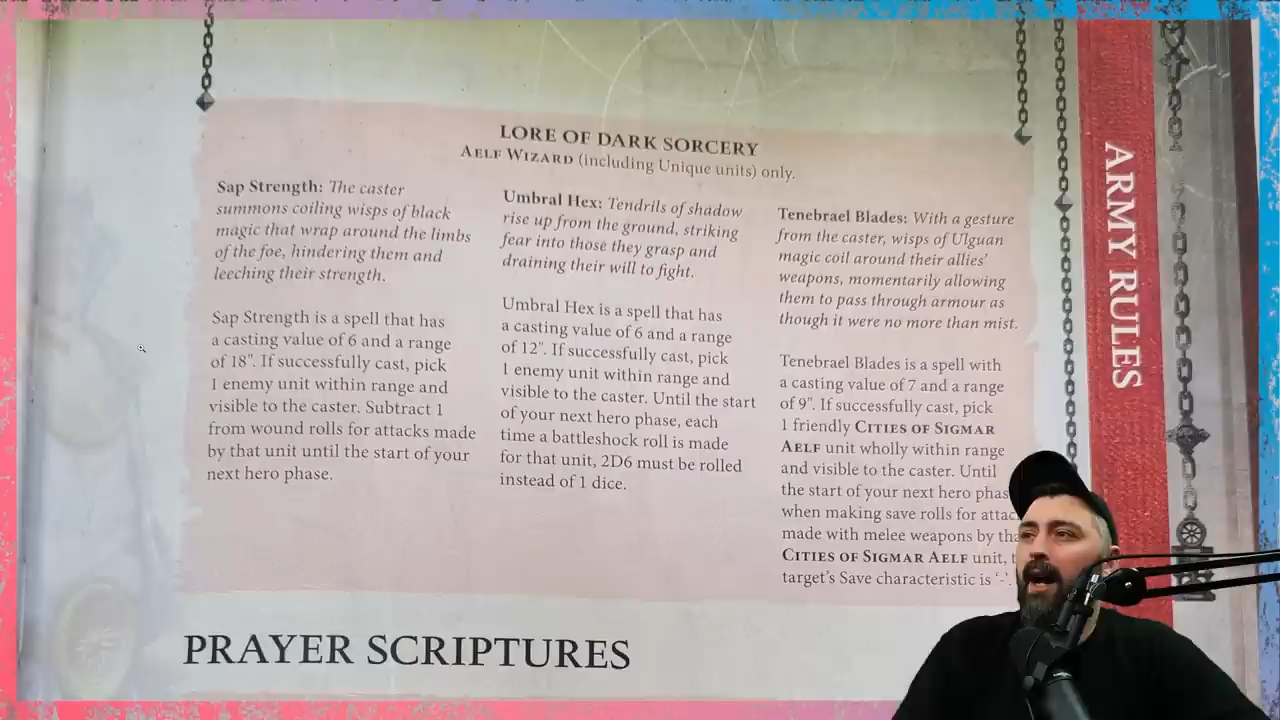 LORE OF DARK SORCERY
AELF WIZARD (including Unique units) only.
Sap Strength: The caster
summons coiling wisps of black
magic that wrap around the limbs
of the foe, hindering them and
leeching their strength.
Sap Strength is a spell that has
a casting value of 6 and a range
of 18". If successfully cast, pick
1 enemy unit within range and
visible to the caster. Subtract 1
from wound rolls for attacks made
by that unit until the start of your
next hero phase.
Umbral Hex: Tendrils of shadow
rise up from the ground, striking
fear into those they grasp and
draining their will to fight.
Umbral Hex is a spell that has
a casting value of 6 and a range
of 12". If successfully cast, pick
1 enemy unit within range and
visible to the caster. Until the start
of your next hero phase, each
time a battleshock roll is made
for that unit, 2D6 must be rolled
instead of 1 dice.
Tenebrael Blades: With a gesture
from the caster, wisps of Ulguan
magic coil around their allies'
weapons, momentarily allowing
them to pass through armour as
though it were no more than mist.
Tenebrael Blades is a spell with
a casting value of 7 and a range
of 9". If successfully cast, pick
1 friendly CITIES OF SIGMAR
AELF unit wholly within range
and visible to the caster. Until
the start of your next hero phas
when making save rolls for attac
made with melee weapons by tha
CITIES OF SIGMAR AELF unit, t
target's Save characteristic is '-'.
PRAYER SCRIPTURES
ARMY RULES